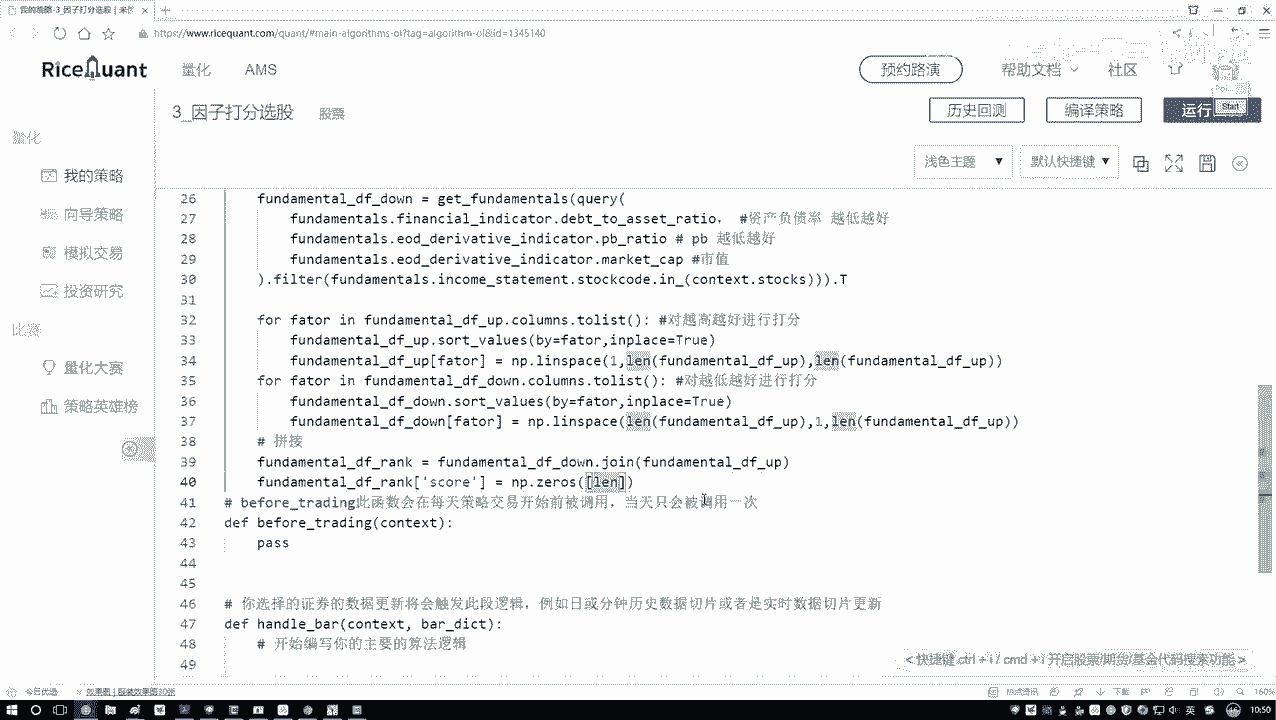 我的策略-3_因子打分选股
https://www.ricequant.com/quant/#main-algorithms-ol?tag=algorithm-ol&id=1345140
RiceQuant 量化 AMS 预约路演 帮助文档 社区
3_因子打分选股 股票 历史回测 编译策略 运行 Start
量化
浅色主题 默认快捷键
我的策略
向导策略
模拟交易
投资研究
比赛
量化大赛
策略英雄榜
26 fundamental_df_down = get_fundamentals(query(
27 fundamentals.financial_indicator.debt_to_asset_ratio, #资产负债率 越低越好
28 fundamentals.eod_derivative_indicator.pb_ratio # pb 越低越好
29 fundamentals.eod_derivative_indicator.market_cap #市值
30 ).filter(fundamentals.income_statement.stockcode.in_(context.stocks))).T
31
32 for fator in fundamental_df_up.columns.tolist(): #对越高越好进行打分
33 fundamental_df_up.sort_values(by=fator,inplace=True)
34 fundamental_df_up[fator] = np.linspace(1,len(fundamental_df_up),len(fundamental_df_up))
35 for fator in fundamental_df_down.columns.tolist(): #对越低越好进行打分
36 fundamental_df_down.sort_values(by=fator,inplace=True)
37 fundamental_df_down[fator] = np.linspace(len(fundamental_df_up),1,len(fundamental_df_up))
38 # 拼接
39 fundamental_df_rank = fundamental_df_down.join(fundamental_df_up)
40 fundamental_df_rank['score'] = np.zeros([len])
41 # before_trading此函数会在每天策略交易开始前被调用，当天只会被调用一次
42 def before_trading(context):
43 pass
44
45
46 # 你选择的证券的数据更新将会触发此段逻辑，例如日或分钟历史数据切片或者是实时数据切片更新
47 def handle_bar(context, bar_dict):
48 # 开始编写你的主要的算法逻辑
49
<快捷键 ctrl + i / cmd + i 开启股票/期货/基金代码搜索功能>
今日优选 热点资讯 下载 160%
英 10:50